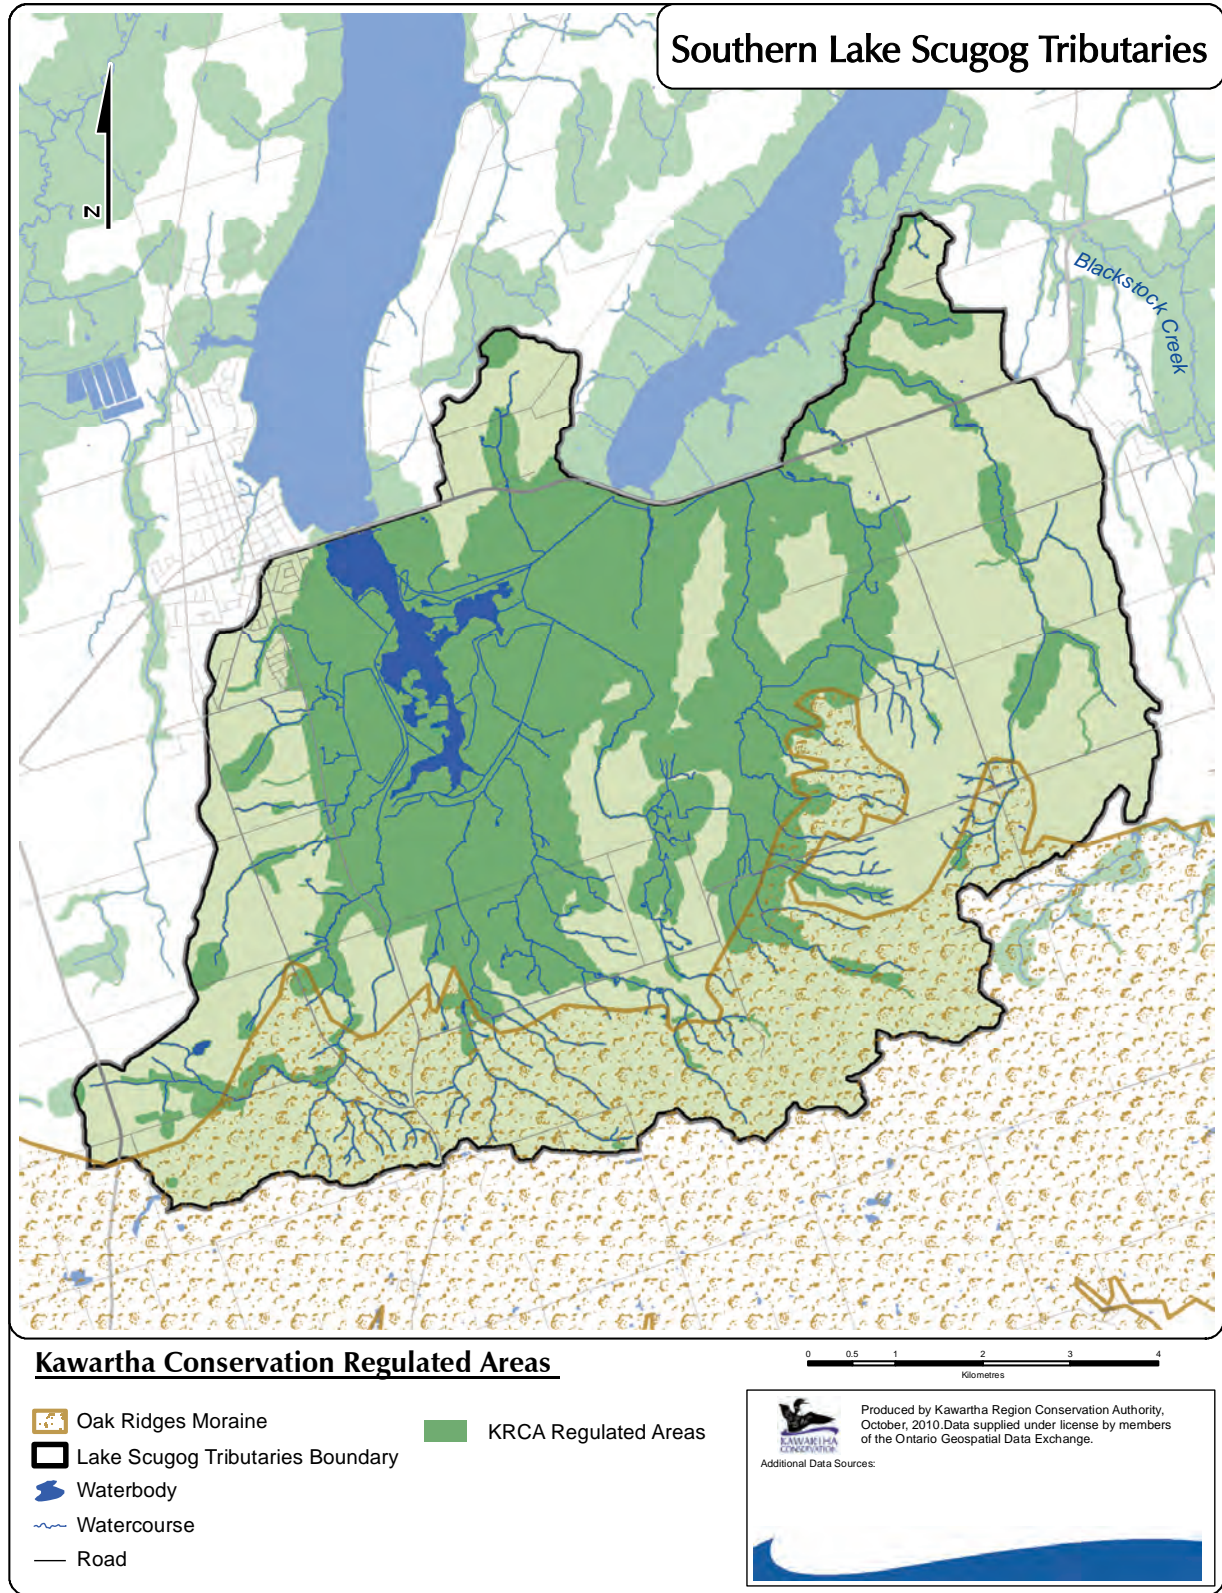 Southern Lake Scugog Tributaries
N
Blackstock Creek
Kawartha Conservation Regulated Areas
Oak Ridges Moraine
Lake Scugog Tributaries Boundary
Waterbody
Watercourse
Road
KRCA Regulated Areas
0 0.5 1 2 3 4
Kilometres
KAWARTHA
CONSERVATION
Produced by Kawartha Region Conservation Authority,
October, 2010.Data supplied under license by members
of the Ontario Geospatial Data Exchange.
Additional Data Sources: